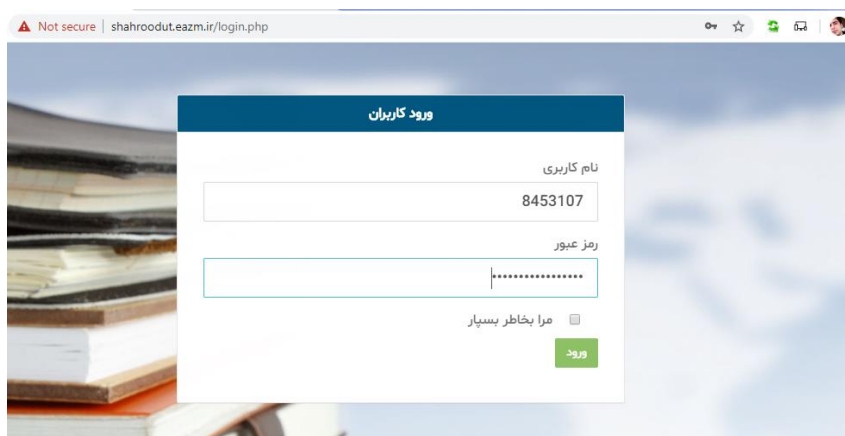 Not secure | shahroodut.eazm.ir/login.php
ورود کاربران
نام کاربری
8453107
رمز عبور
•••••••••••••••••
مرا بخاطر بسپار
ورود